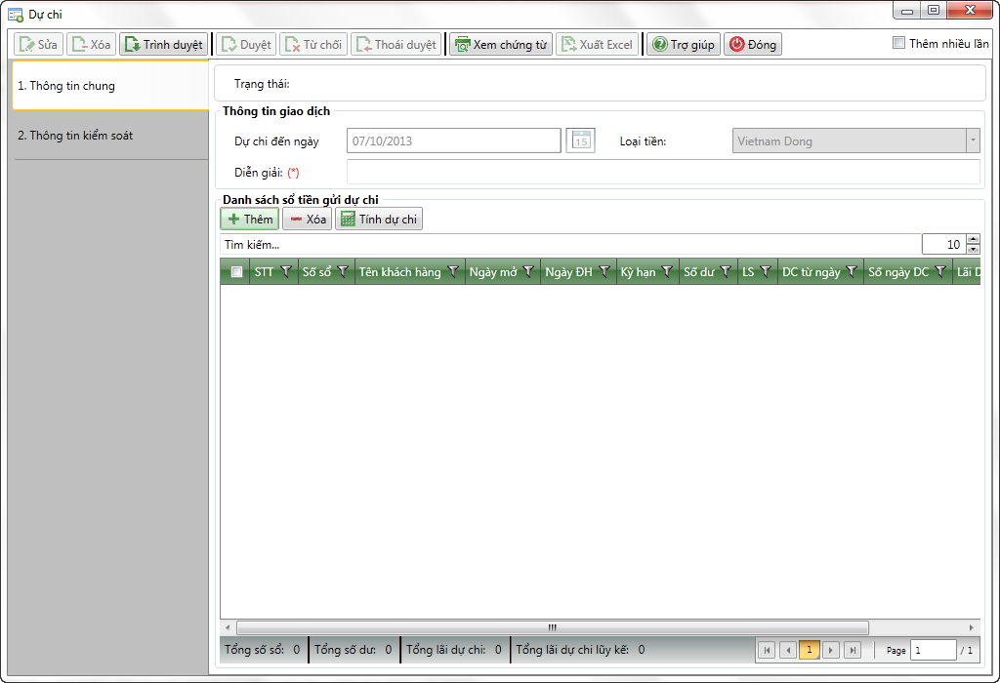 Dự chi
Sửa Xóa Trình duyệt Duyệt Từ chối Thoái duyệt Xem chứng từ Xuất Excel Trợ giúp Đóng Thêm nhiều lần
1. Thông tin chung
2. Thông tin kiểm soát
Trạng thái:
Thông tin giao dịch
Dự chi đến ngày 07/10/2013 15 Loại tiền: Vietnam Dong
Diễn giải: (*)
Danh sách sổ tiền gửi dự chi
Thêm Xóa Tính dự chi
Tìm kiếm... 10
STT Số sổ Tên khách hàng Ngày mở Ngày ĐH Kỳ hạn Số dư LS DC từ ngày Số ngày DC Lãi D
Tổng số sổ: 0 Tổng số dư: 0 Tổng lãi dự chi: 0 Tổng lãi dự chi lũy kế: 0 1 Page 1 / 1